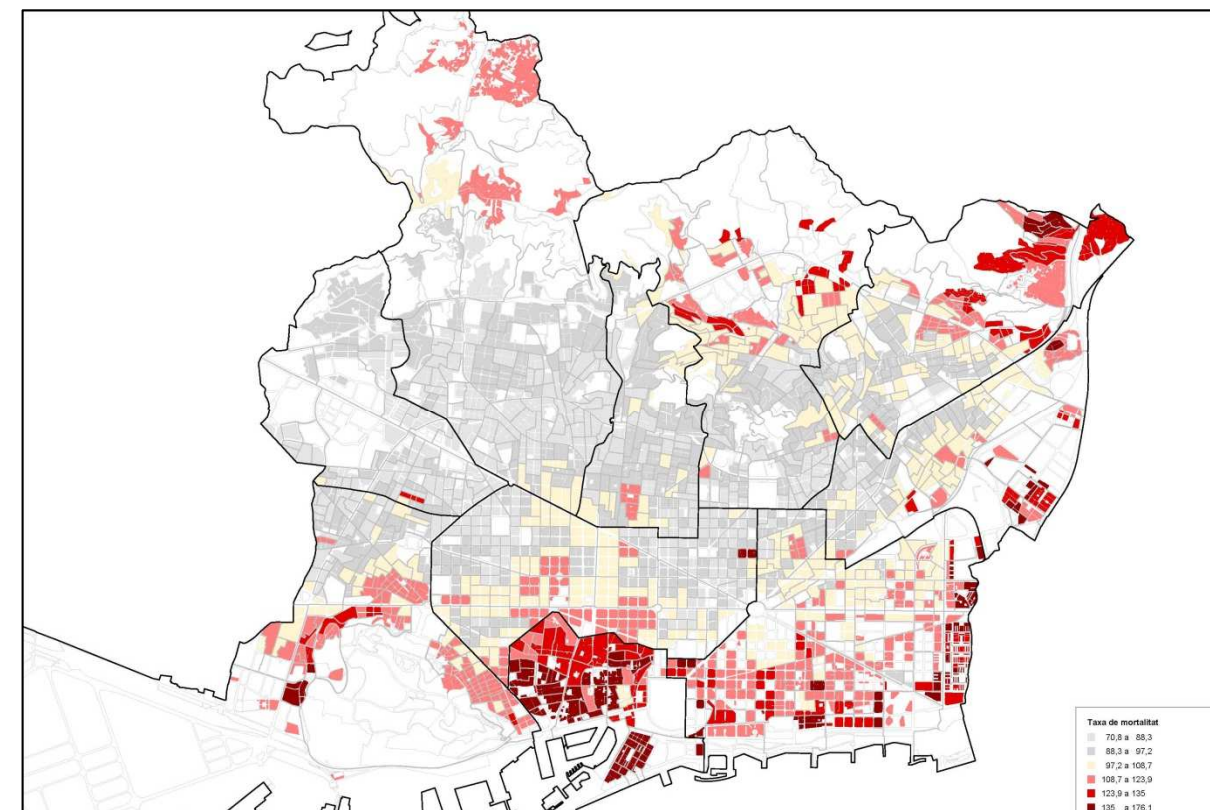 Taxa de mortalitat
70,8 a 88,3
88,3 a 97,2
97,2 a 108,7
108,7 a 123,9
123,9 a 135
135 a 176,1